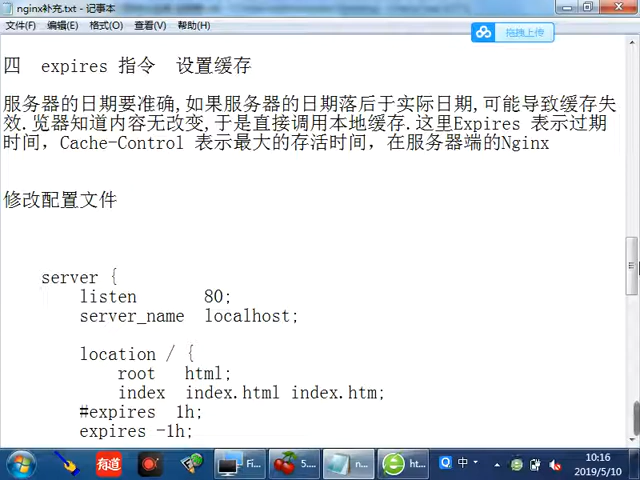 nginx补充.txt - 记事本
文件(F) 编辑(E) 格式(O) 查看(V) 帮助(H)
拖拽上传
四 expires 指令 设置缓存
服务器的日期要准确,如果服务器的日期落后于实际日期,可能导致缓存失
效.览器知道内容无改变,于是直接调用本地缓存.这里Expires 表示过期
时间，Cache-Control 表示最大的存活时间，在服务器端的Nginx
修改配置文件
server {
listen 80;
server_name localhost;
location / {
root html;
index index.html index.htm;
#expires 1h;
expires -1h;
有道
Fi...
5....
n...
ht...
中
10:16
2019/5/10